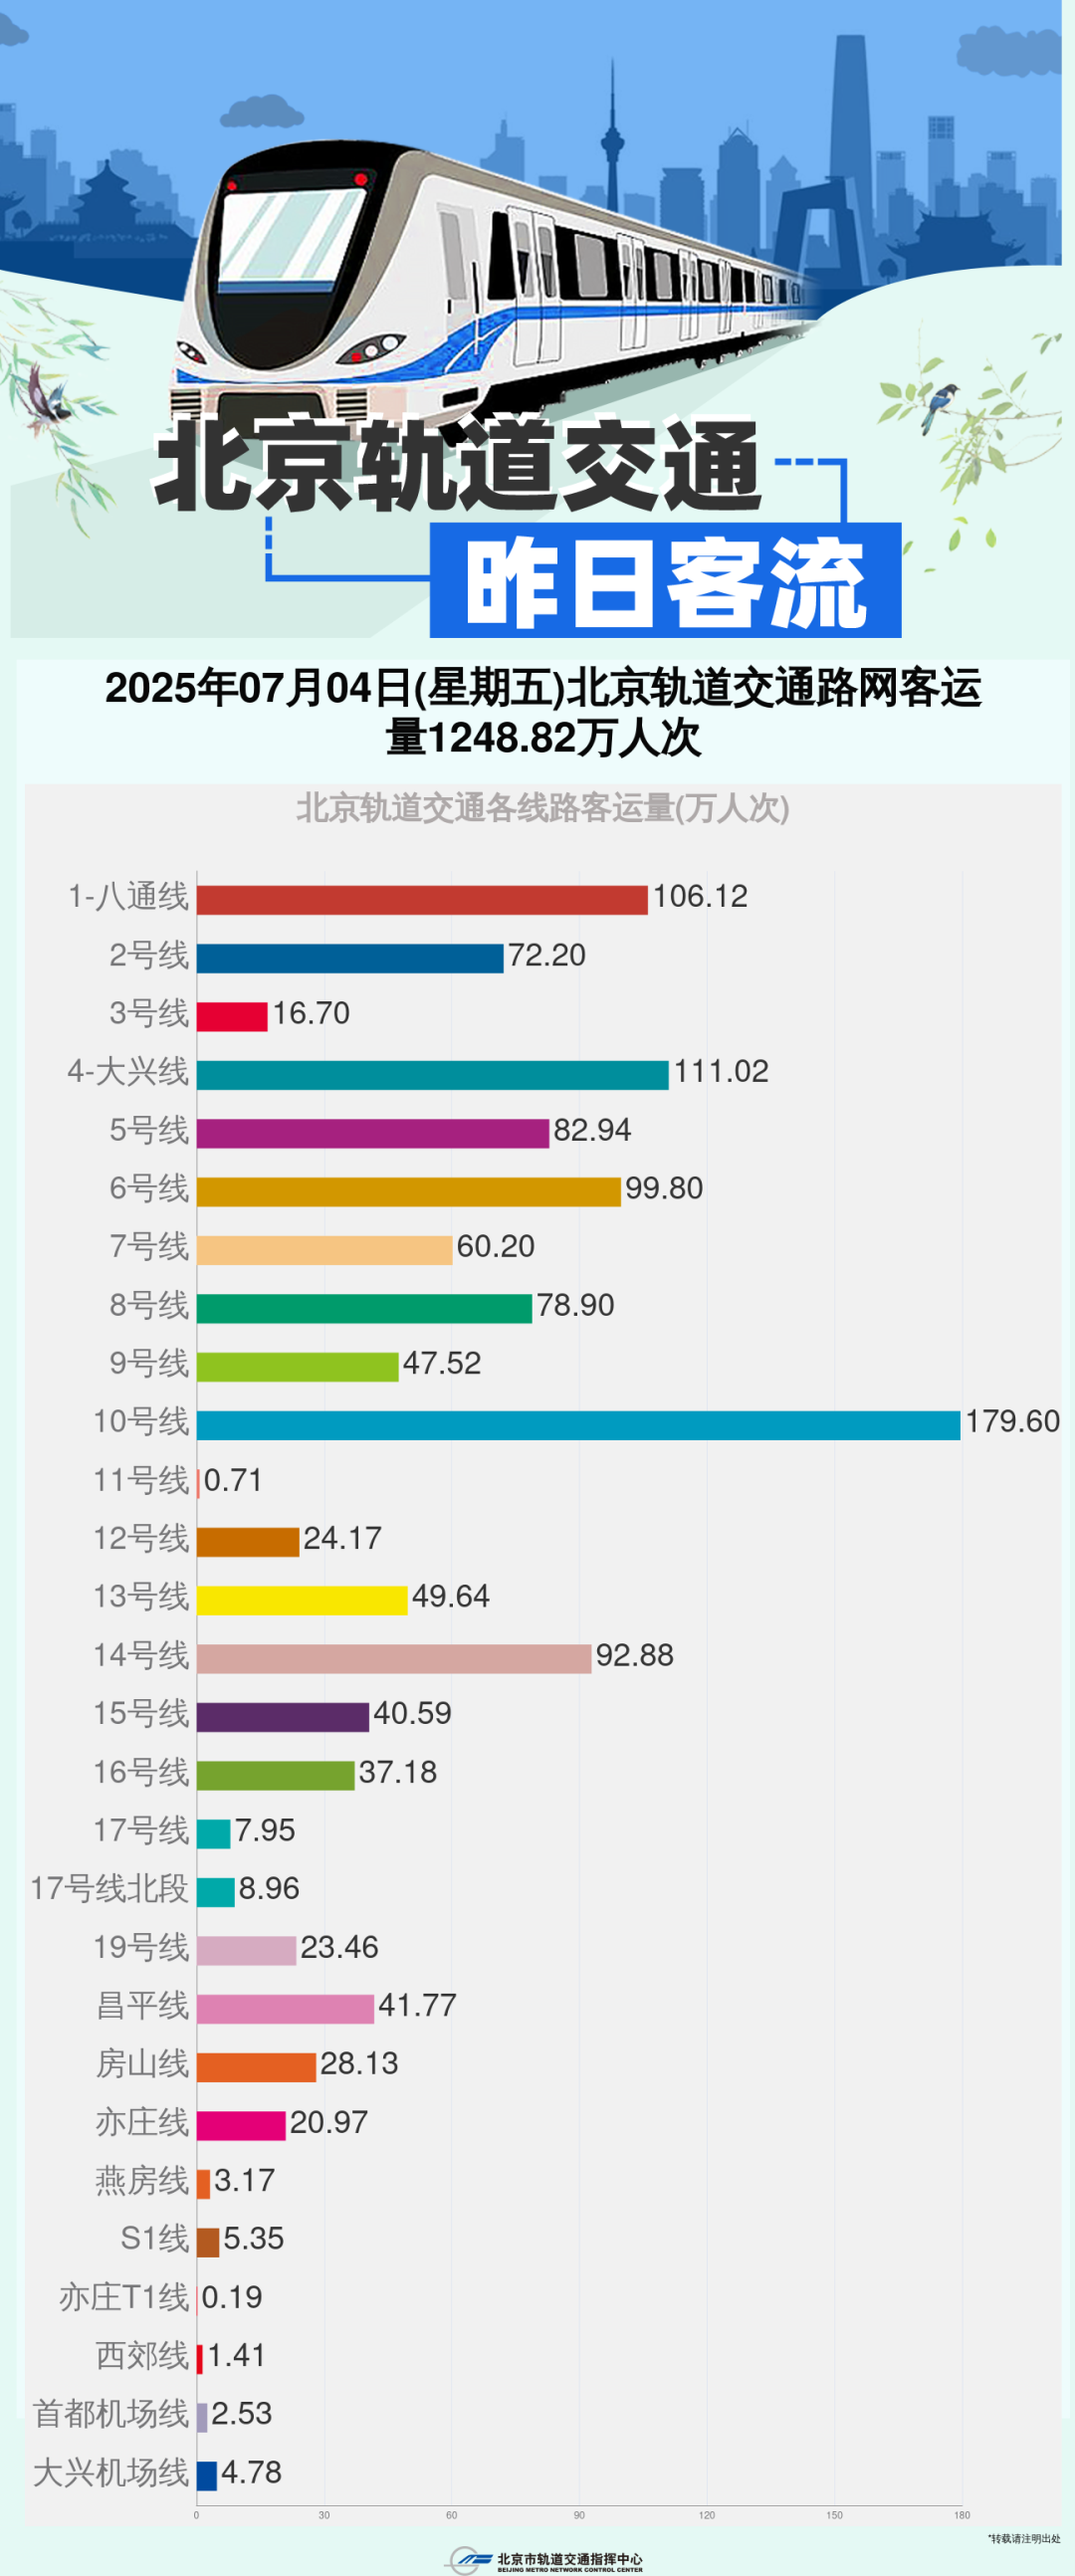 北京轨道交通
昨日客流
2025年07月04日(星期五)北京轨道交通路网客运
量1248.82万人次
北京轨道交通各线路客运量(万人次)
1-八通线 106.12
2号线 72.20
3号线 16.70
4-大兴线 111.02
5号线 82.94
6号线 99.80
7号线 60.20
8号线 78.90
9号线 47.52
10号线 179.60
11号线 0.71
12号线 24.17
13号线 49.64
14号线 92.88
15号线 40.59
16号线 37.18
17号线 7.95
17号线北段 8.96
19号线 23.46
昌平线 41.77
房山线 28.13
亦庄线 20.97
燕房线 3.17
S1线 5.35
亦庄T1线 0.19
西郊线 1.41
首都机场线 2.53
大兴机场线 4.78
0 30 60 90 120 150 180
*转载请注明出处
北京市轨道交通指挥中心
BEIJING METRO NETWORK CONTROL CENTER